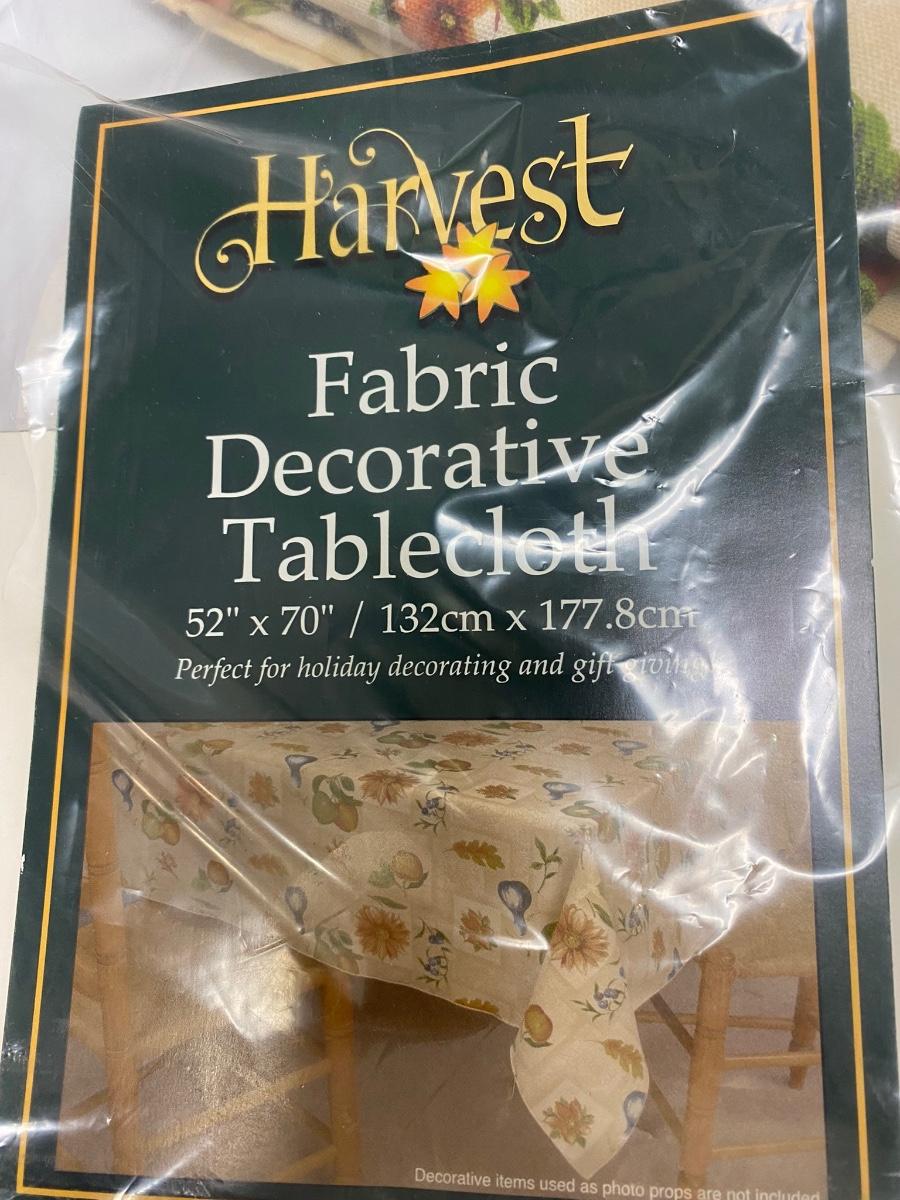 Harvest
Fabric
Decorative
Tablecloth
52" x 70" / 132cm x 177.8cm
Perfect for holiday decorating and gift giving
Decorative items used as photo props are not included